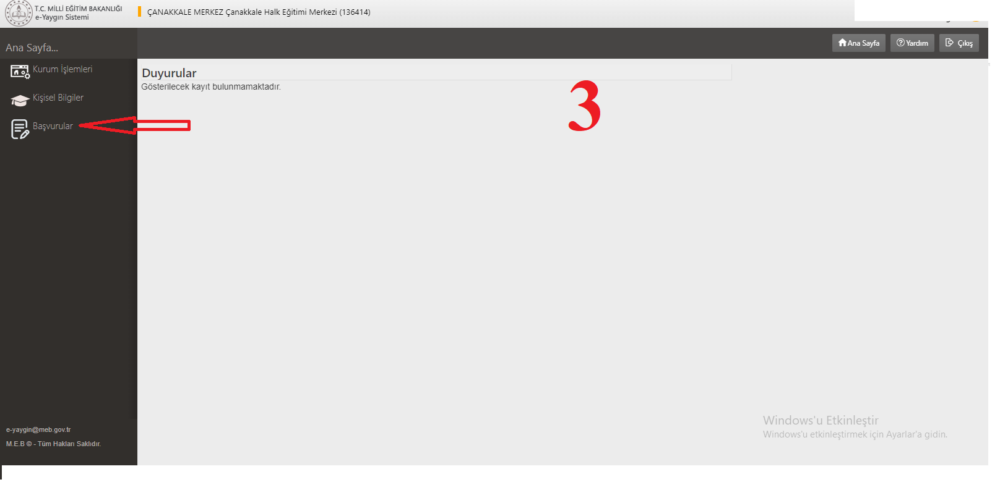 T.C. MİLLİ EĞİTİM BAKANLIĞI
e-Yaygın Sistemi
ÇANAKKALE MERKEZ Çanakkale Halk Eğitimi Merkezi (136414)
Ana Sayfa...
Ana Sayfa
Yardım
Çıkış
Kurum İşlemleri
Kişisel Bilgiler
Başvurular
Duyurular
Gösterilecek kayıt bulunmamaktadır.
3
Windows'u Etkinleştir
Windows'u etkinleştirmek için Ayarlar'a gidin.
e-yaygin@meb.gov.tr
M.E.B © - Tüm Hakları Saklıdır.